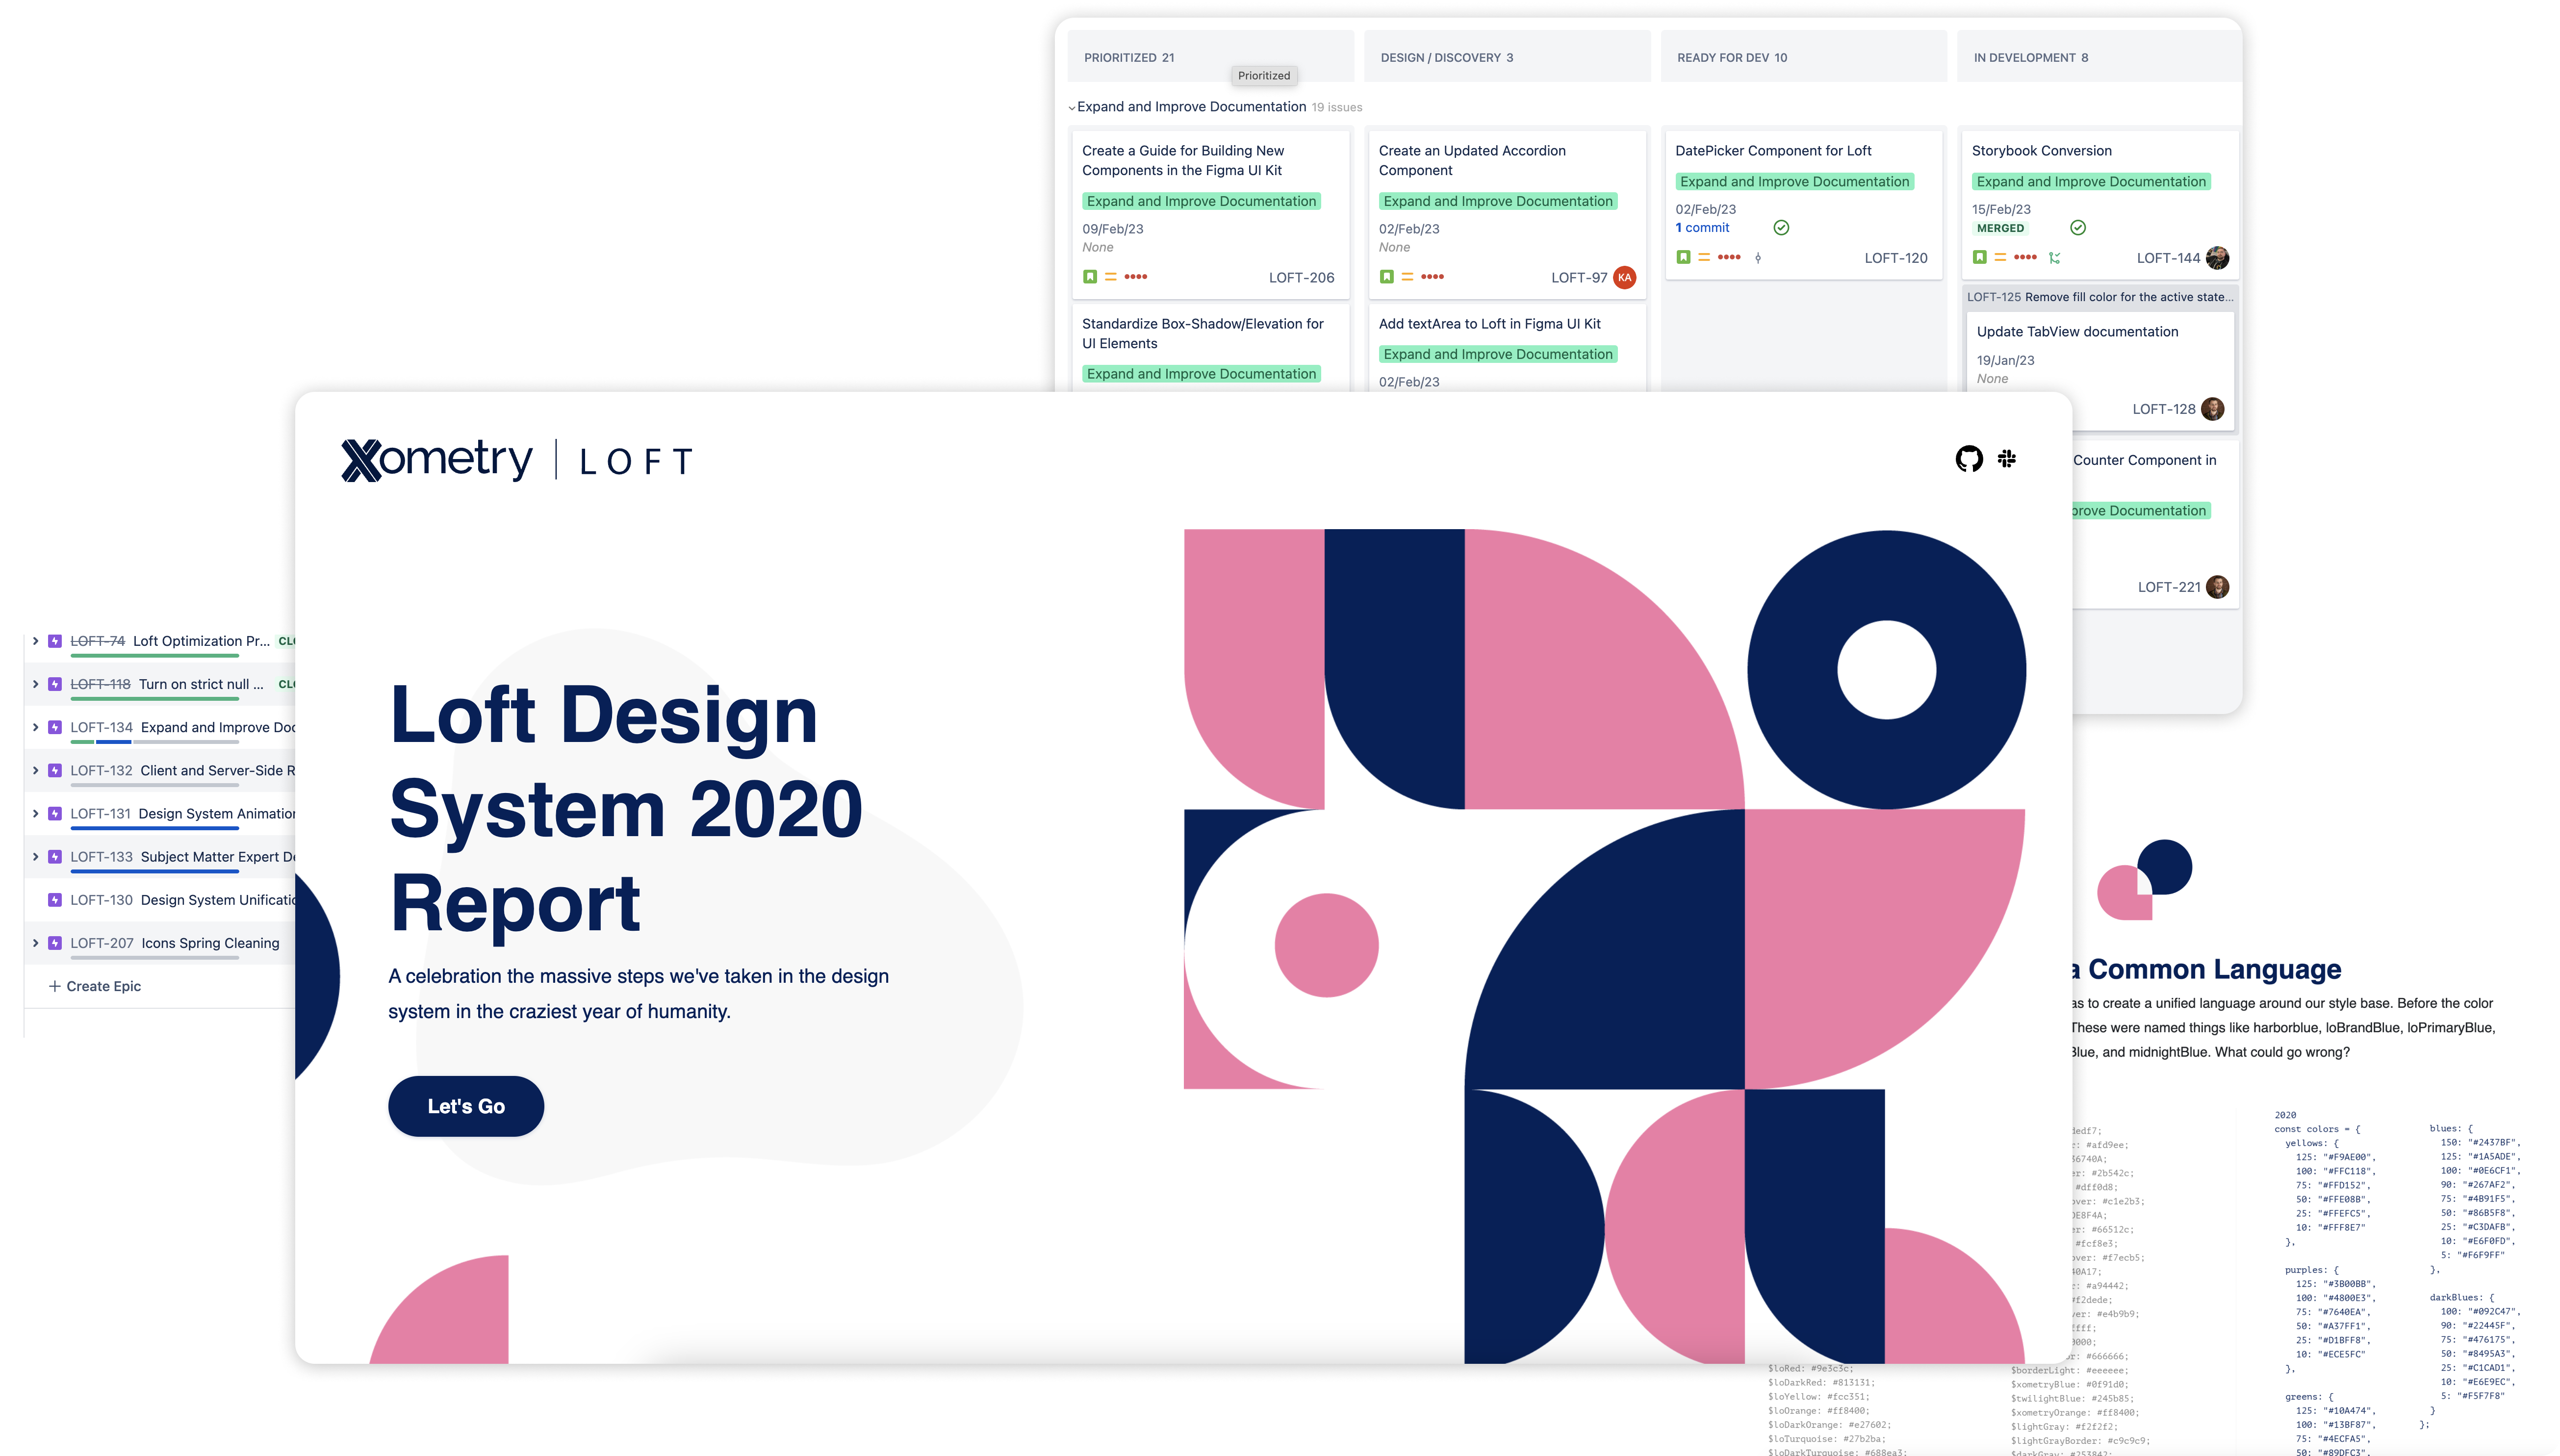 PRIORITIZED 21
DESIGN / DISCOVERY 3
READY FOR DEV 10
IN DEVELOPMENT 8
Prioritized
Expand and Improve Documentation 19 issues
Create a Guide for Building New
Components in the Figma UI Kit
Expand and Improve Documentation
09/Feb/23
None
LOFT-206
Standardize Box-Shadow/Elevation for
UI Elements
Expand and Improve Documentation
Create an Updated Accordion
Component
Expand and Improve Documentation
02/Feb/23
None
LOFT-97 KA
Add textArea to Loft in Figma UI Kit
Expand and Improve Documentation
02/Feb/23
DatePicker Component for Loft
Expand and Improve Documentation
02/Feb/23
1 commit
LOFT-120
Storybook Conversion
Expand and Improve Documentation
15/Feb/23
MERGED
LOFT-144
LOFT-125 Remove fill color for the active state...
Update TabView documentation
19/Jan/23
None
LOFT-128
Counter Component in
Documentation
LOFT-221
Xometry | LOFT
Loft Design
System 2020
Report
A celebration the massive steps we've taken in the design
system in the craziest year of humanity.
Let's Go
LOFT-74 Loft Optimization Pr...
LOFT-118 Turn on strict null ...
LOFT-134 Expand and Improve
LOFT-132 Client and Server-Side
LOFT-131 Design System
LOFT-133 Subject Matter Expert
LOFT-130 Design System
LOFT-207 Icons Spring Cleaning
+ Create Epic
a Common Language
as to create a unified language around our style base. Before the color
These were named things like harborblue, loBrandBlue, loPrimaryBlue,
Blue, and midnightBlue. What could go wrong?
#afd9ee;
#2b542c;
#dff0d8;
#c1e2b3;
#66512c;
#fcf8e3;
#f7ecb5;
#a94442;
#f2dede;
#e4b9b9;
#666666;
$borderLight: #eeeeee;
$xometryBlue: #0f91d0;
$twilightBlue: #245b85;
$xometryOrange: #ff8400;
$lightGray: #f2f2f2;
$lightGrayBorder: #c9c9c9;
$darkGray: #253842;
$loRed: #9e3c3c;
$loDarkRed: #813131;
$loYellow: #fcc351;
$loOrange: #ff8400;
$loDarkOrange: #e27602;
$loTurquoise: #27b2ba;
$loDarkTurquoise: #688ea3;
2020
const colors = {
yellows: {
125: "#F9AE00",
100: "#FFC118",
75: "#FFD152",
50: "#FFE08B",
25: "#FFEFC5",
10: "#FFF8E7"
},
purples: {
125: "#3B00BB",
100: "#4800E3",
75: "#7640EA",
50: "#A37FF1",
25: "#D1BFF8",
10: "#ECE5FC"
},
greens: {
125: "#10A474",
100: "#13BF87",
75: "#4ECFA5",
50: "#89DFC3",
blues: {
150: "#2437BF",
125: "#1A5ADE",
100: "#0E6CF1",
90: "#267AF2",
75: "#4B91F5",
50: "#86B5F8",
25: "#C3DAFB",
10: "#E6F0FD",
5: "#F6F9FF"
},
darkBlues: {
100: "#092C47",
90: "#22445F",
75: "#476175",
50: "#8495A3",
25: "#C1CAD1",
10: "#E6E9EC",
5: "#F5F7F8"
}
};